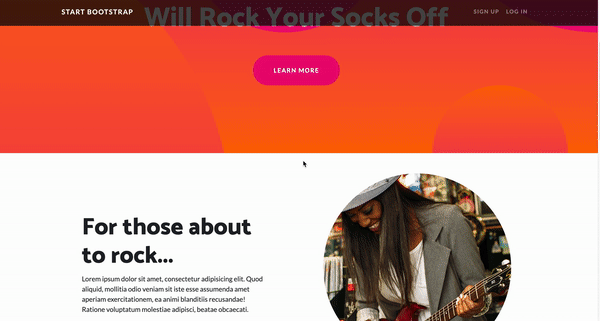 START BOOTSTRAP
SIGN UP
LOG IN
Will Rock Your Socks Off
LEARN MORE
For those about
to rock...
Lorem ipsum dolor sit amet, consectetur adipisicing elit. Quod
aliquid, mollitia odio veniam sit iste esse assumenda amet
aperiam exercitationem, ea animi blanditiis recusandae!
Ratione voluptatum molestiae adipisci, beatae obcaecati.